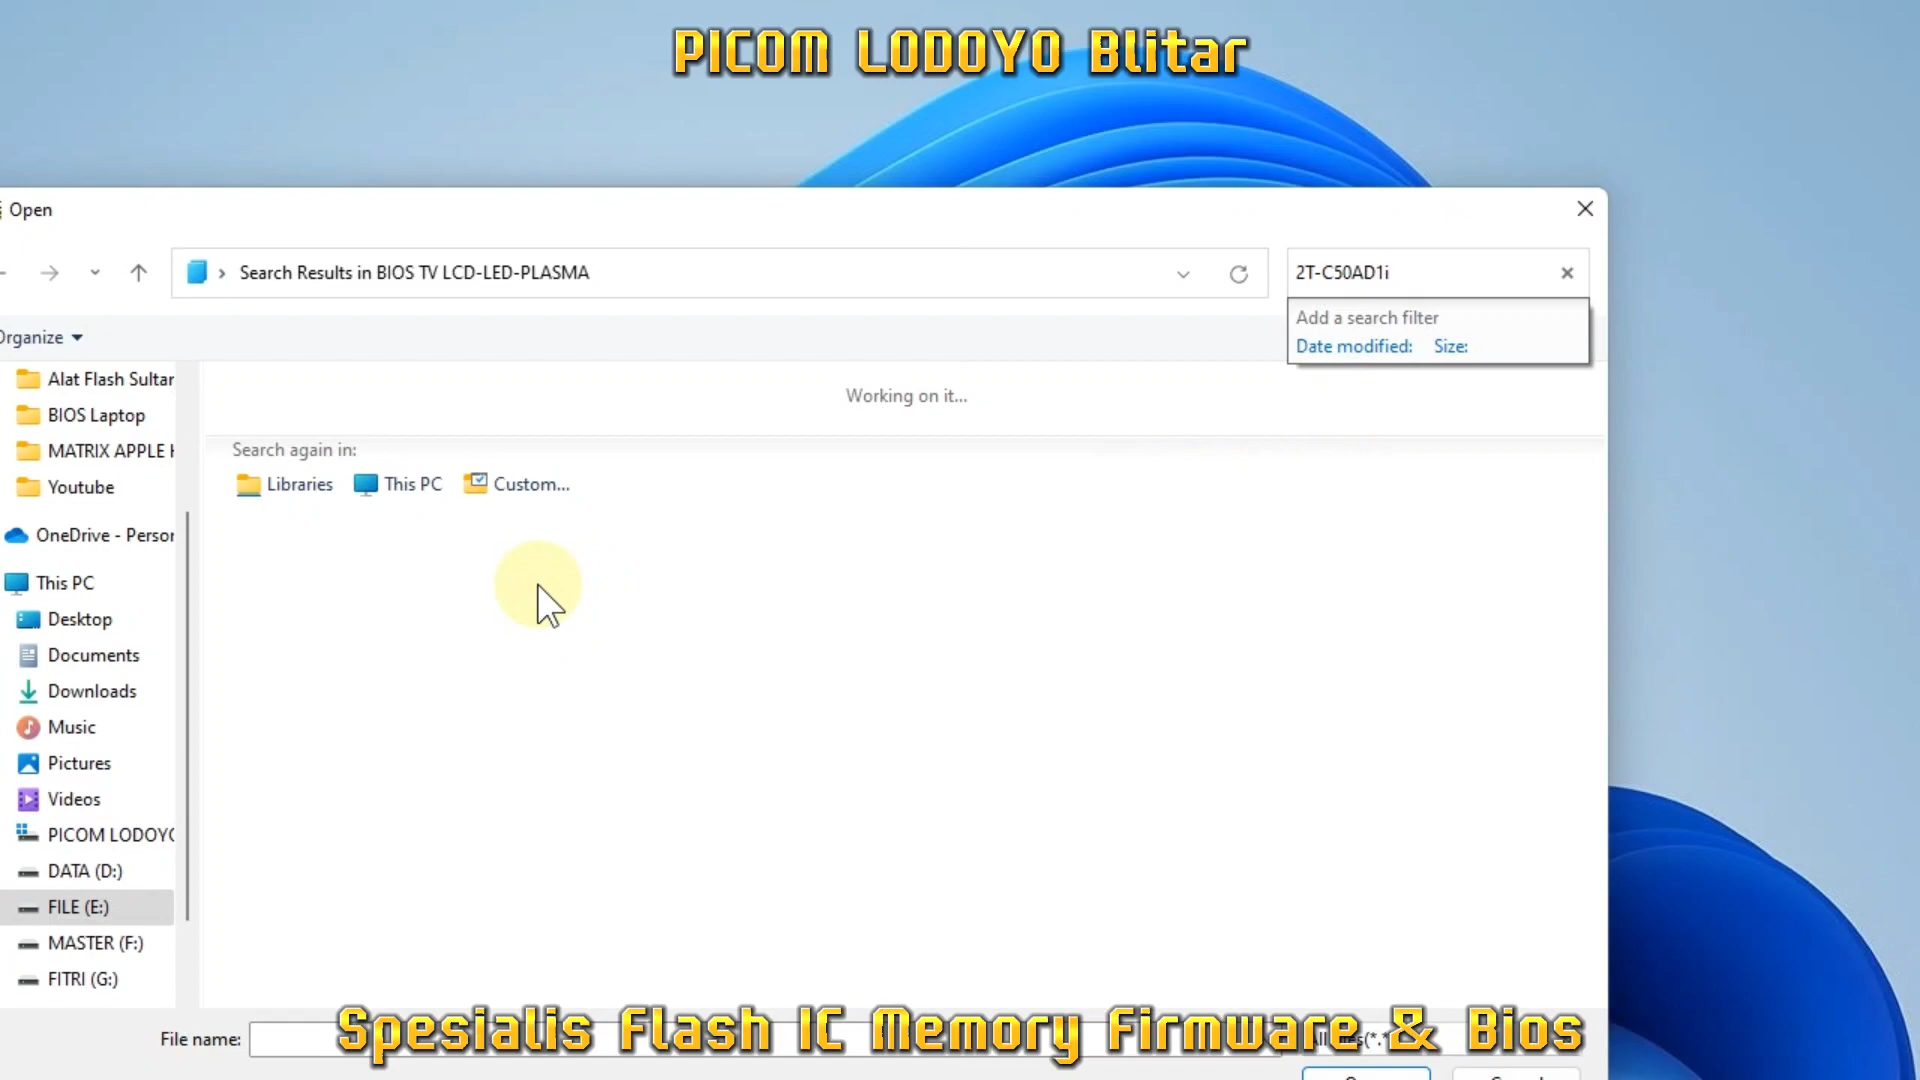 PICOM LODOYO Blitar
Open
Search Results in BIOS TV LCD-LED-PLASMA
2T-C50AD1i
Add a search filter
Date modified: Size:
Organize
Working on it...
Search again in:
Libraries This PC Custom...
Alat Flash Sultan
BIOS Laptop
MATRIX APPLE
Youtube
OneDrive - Person
This PC
Desktop
Documents
Downloads
Music
Pictures
Videos
PICOM LODOYO
DATA (D:)
FILE (E:)
MASTER (F:)
FITRI (G:)
File name:
Spesialis Flash IC Memory Firmware & Bios